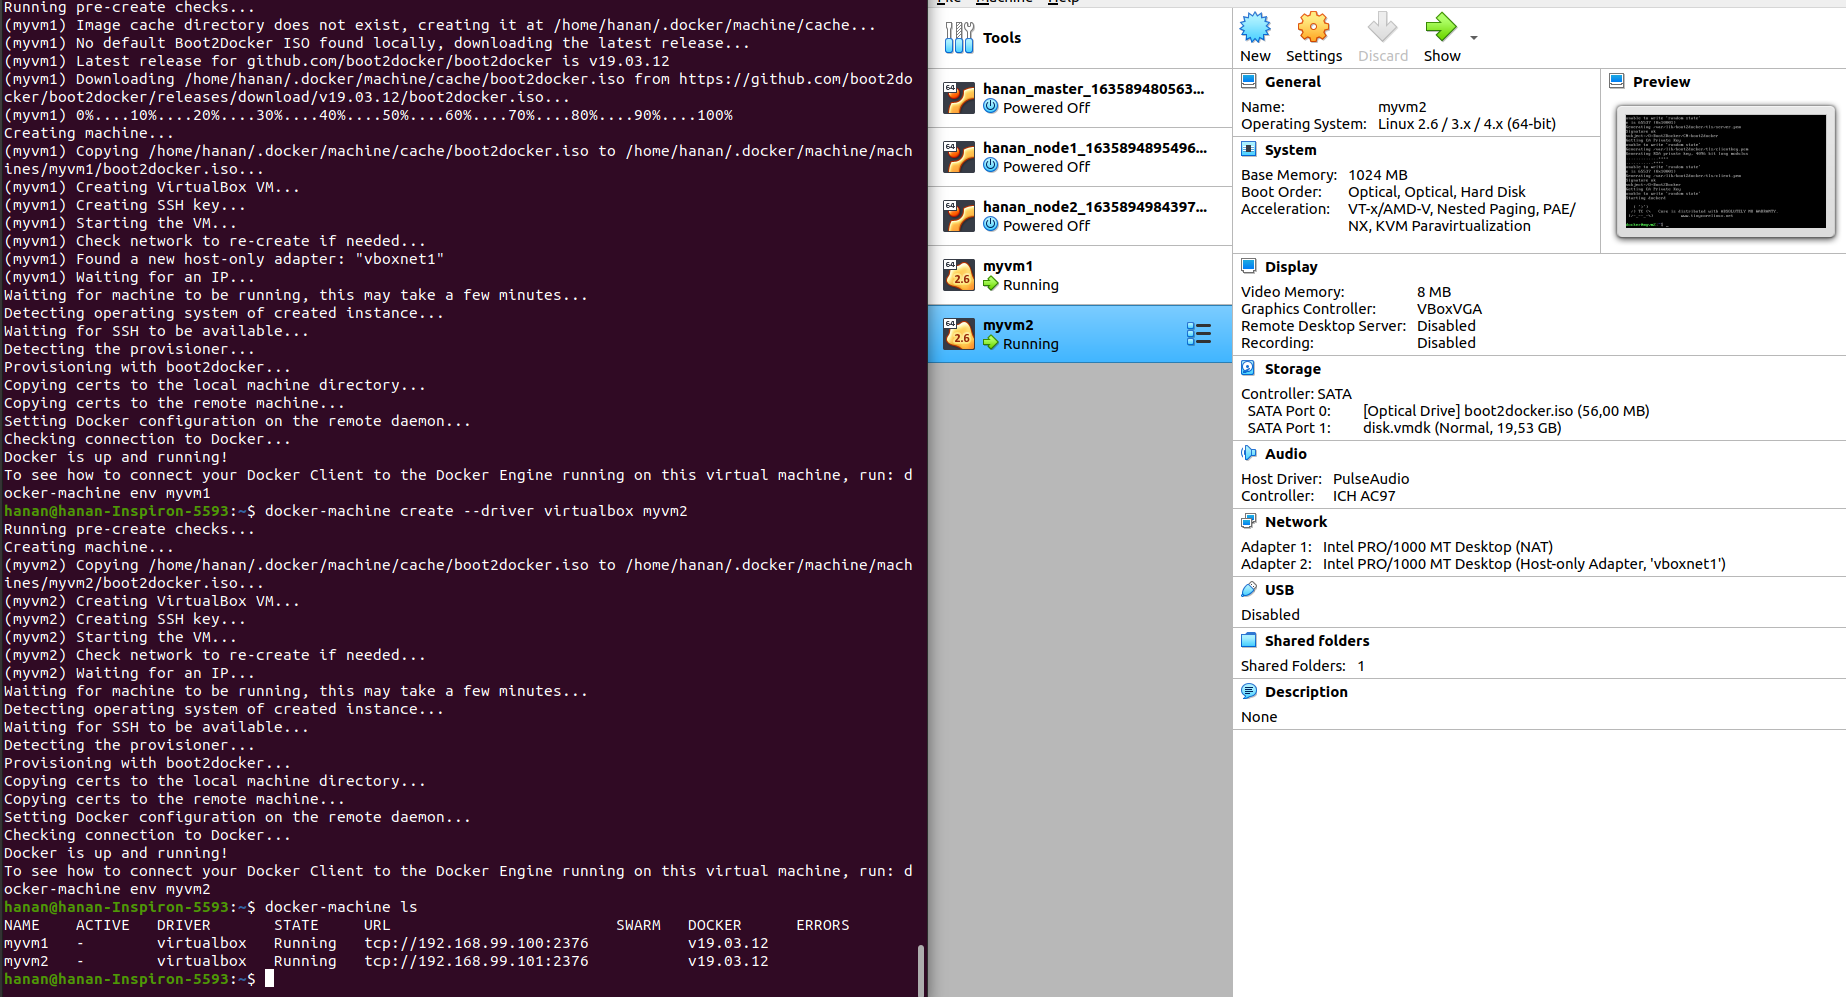 Running pre-create checks...
(myvm1) Image cache directory does not exist, creating it at /home/hanan/.docker/machine/cache...
(myvm1) No default Boot2Docker ISO found locally, downloading the latest release...
(myvm1) Latest release for github.com/boot2docker/boot2docker is v19.03.12
(myvm1) Downloading /home/hanan/.docker/machine/cache/boot2docker.iso from https://github.com/boot2do
cker/boot2docker/releases/download/v19.03.12/boot2docker.iso...
(myvm1) 0%....10%....20%....30%....40%....50%....60%....70%....80%....90%....100%
Creating machine...
(myvm1) Copying /home/hanan/.docker/machine/cache/boot2docker.iso to /home/hanan/.docker/machine/mach
ines/myvm1/boot2docker.iso...
(myvm1) Creating VirtualBox VM...
(myvm1) Creating SSH key...
(myvm1) Starting the VM...
(myvm1) Check network to re-create if needed...
(myvm1) Found a new host-only adapter: "vboxnet1"
(myvm1) Waiting for an IP...
Waiting for machine to be running, this may take a few minutes...
Detecting operating system of created instance...
Waiting for SSH to be available...
Detecting the provisioner...
Provisioning with boot2docker...
Copying certs to the local machine directory...
Copying certs to the remote machine...
Setting Docker configuration on the remote daemon...
Checking connection to Docker...
Docker is up and running!
To see how to connect your Docker Client to the Docker Engine running on this virtual machine, run: d
ocker-machine env myvm1
hanan@hanan-Inspiron-5593:~$ docker-machine create --driver virtualbox myvm2
Running pre-create checks...
Creating machine...
(myvm2) Copying /home/hanan/.docker/machine/cache/boot2docker.iso to /home/hanan/.docker/machine/mach
ines/myvm2/boot2docker.iso...
(myvm2) Creating VirtualBox VM...
(myvm2) Creating SSH key...
(myvm2) Starting the VM...
(myvm2) Check network to re-create if needed...
(myvm2) Waiting for an IP...
Waiting for machine to be running, this may take a few minutes...
Detecting operating system of created instance...
Waiting for SSH to be available...
Detecting the provisioner...
Provisioning with boot2docker...
Copying certs to the local machine directory...
Copying certs to the remote machine...
Setting Docker configuration on the remote daemon...
Checking connection to Docker...
Docker is up and running!
To see how to connect your Docker Client to the Docker Engine running on this virtual machine, run: d
ocker-machine env myvm2
hanan@hanan-Inspiron-5593:~$ docker-machine ls
NAME ACTIVE DRIVER STATE URL SWARM DOCKER ERRORS
myvm1 - virtualbox Running tcp://192.168.99.100:2376 v19.03.12
myvm2 - virtualbox Running tcp://192.168.99.101:2376 v19.03.12
hanan@hanan-Inspiron-5593:~$
File Machine Help
Tools
64 hanan_master_163589480563...
Powered Off
64 hanan_node1_1635894895496...
Powered Off
64 hanan_node2_1635894984397...
Powered Off
64 2.6 myvm1
Running
64 2.6 myvm2
Running
New Settings Discard Show
General
Name: myvm2
Operating System: Linux 2.6 / 3.x / 4.x (64-bit)
System
Base Memory: 1024 MB
Boot Order: Optical, Optical, Hard Disk
Acceleration: VT-x/AMD-V, Nested Paging, PAE/
NX, KVM Paravirtualization
Preview
Display
Video Memory: 8 MB
Graphics Controller: VBoxVGA
Remote Desktop Server: Disabled
Recording: Disabled
Storage
Controller: SATA
SATA Port 0: [Optical Drive] boot2docker.iso (56,00 MB)
SATA Port 1: disk.vmdk (Normal, 19,53 GB)
Audio
Host Driver: PulseAudio
Controller: ICH AC97
Network
Adapter 1: Intel PRO/1000 MT Desktop (NAT)
Adapter 2: Intel PRO/1000 MT Desktop (Host-only Adapter, 'vboxnet1')
USB
Disabled
Shared folders
Shared Folders: 1
Description
None